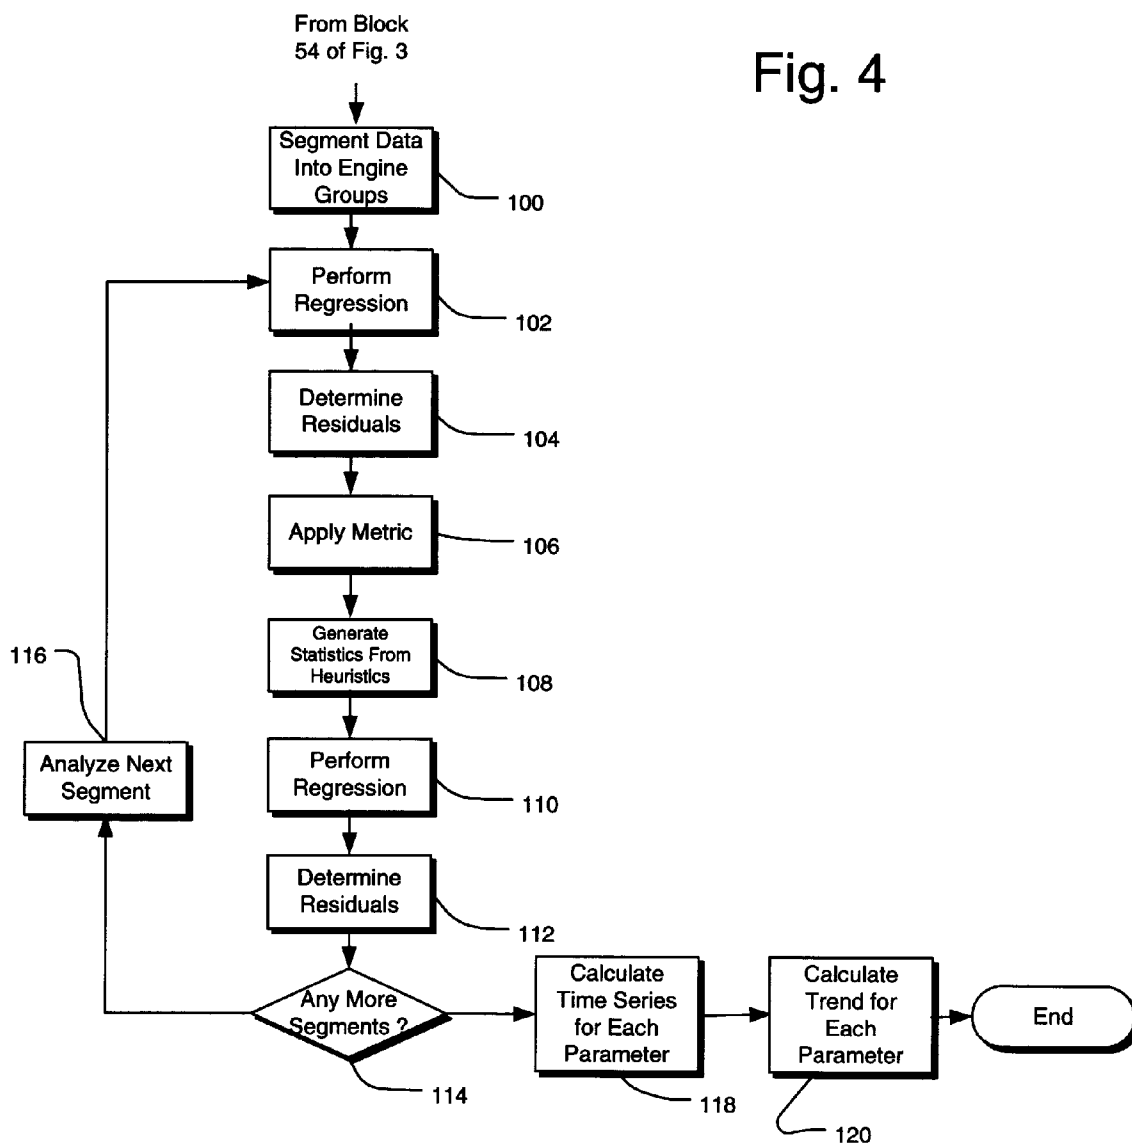 From Block
54 of Fig. 3
Fig. 4
Segment Data
Into Engine
Groups
100
Perform
Regression
102
Determine
Residuals
104
Apply Metric
106
Generate
Statistics From
Heuristics
108
116
Analyze Next
Segment
Perform
Regression
110
Determine
Residuals
112
Any More
Segments ?
114
Calculate
Time Series
for Each
Parameter
118
Calculate
Trend for
Each
Parameter
120
End